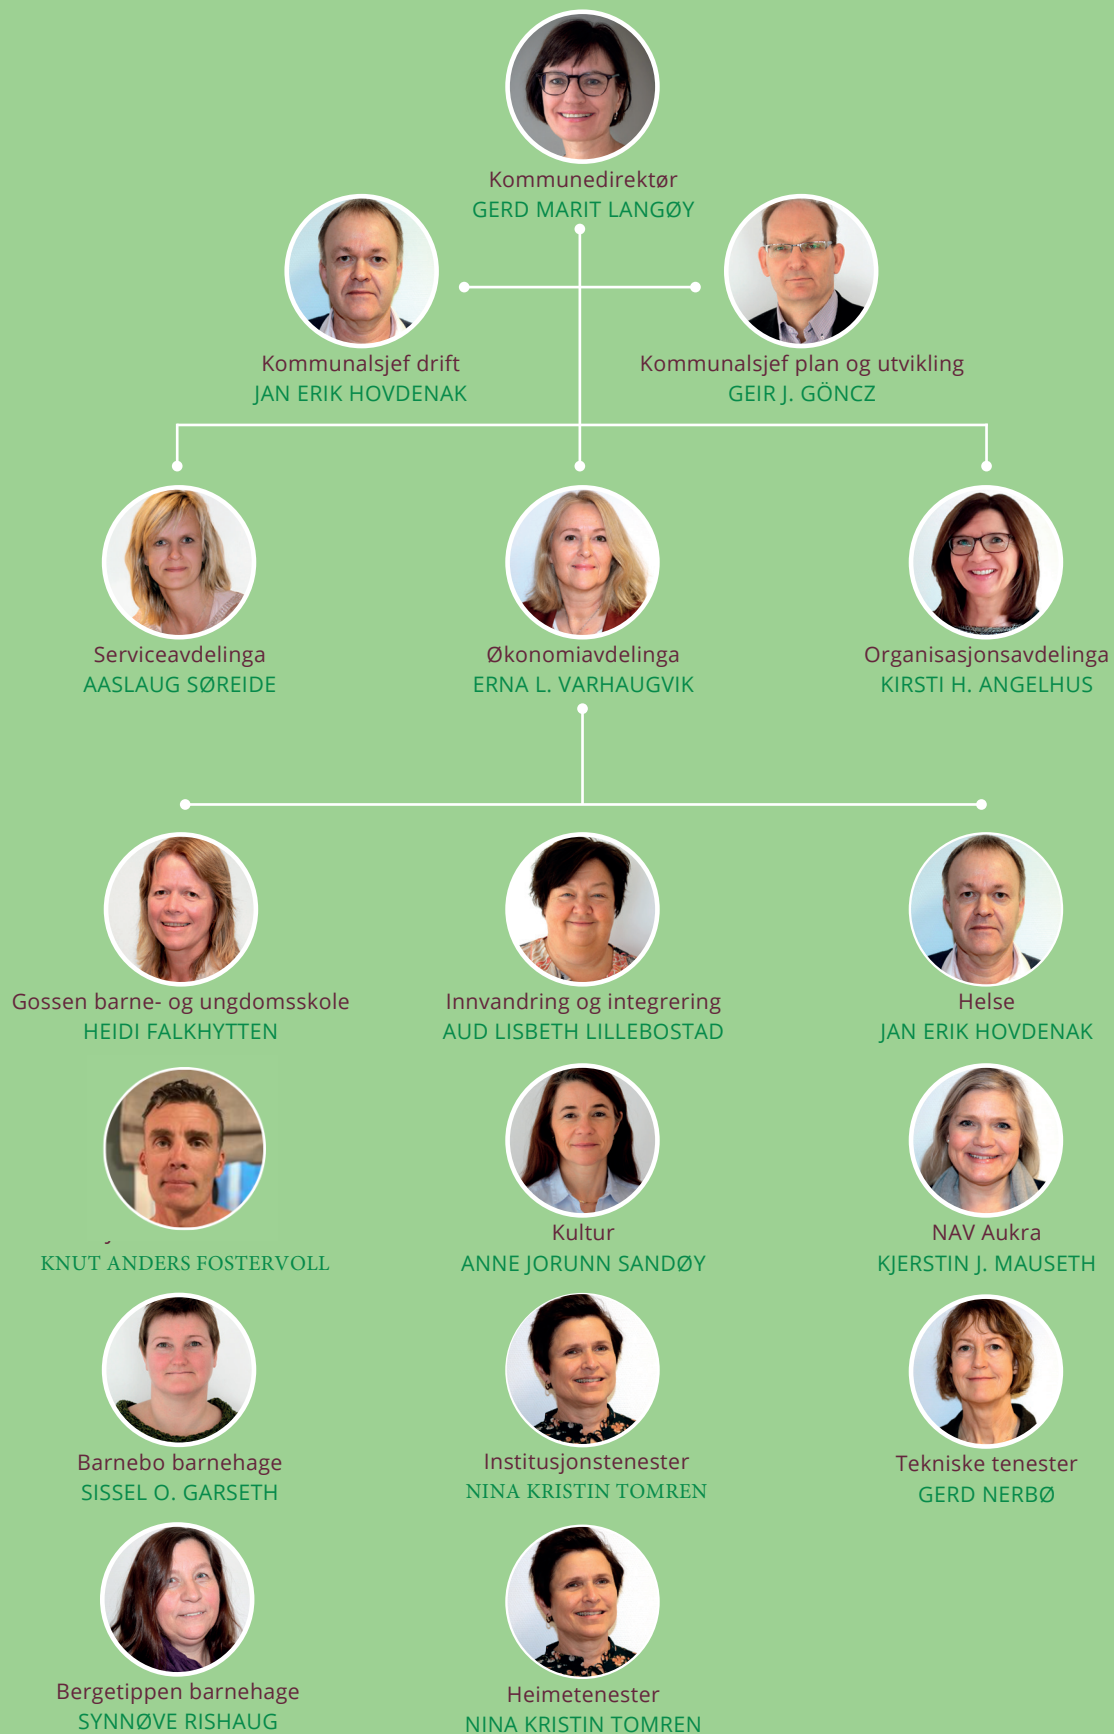 Kommunedirektør
GERD MARIT LANGØY
Kommunalsjef drift
JAN ERIK HOVDENAK
Kommunalsjef plan og utvikling
GEIR J. GÖNCZ
Serviceavdelinga
AASLAUG SØREIDE
Økonomiavdelinga
ERNA L. VARHAUGVIK
Organisasjonsavdelinga
KIRSTI H. ANGELHUS
Gossen barne- og ungdomsskole
HEIDI FALKHYTTEN
Innvandring og integrering
AUD LISBETH LILLEBOSTAD
Helse
JAN ERIK HOVDENAK
KNUT ANDERS FOSTERVOLL
Kultur
ANNE JORUNN SANDØY
NAV Aukra
KJERSTIN J. MAUSETH
Barnebo barnehage
SISSEL O. GARSETH
Institusjonstenester
NINA KRISTIN TOMREN
Tekniske tenester
GERD NERBØ
Bergetippen barnehage
SYNNØVE RISHAUG
Heimetenester
NINA KRISTIN TOMREN